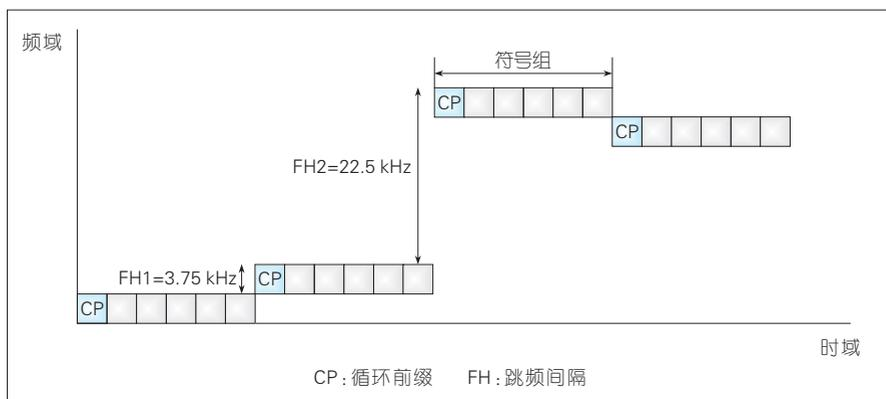 频域
符号组
CP
CP
FH2=22.5 kHz
FH1=3.75 kHz
CP
CP
时域
CP:循环前缀 FH:跳频间隔